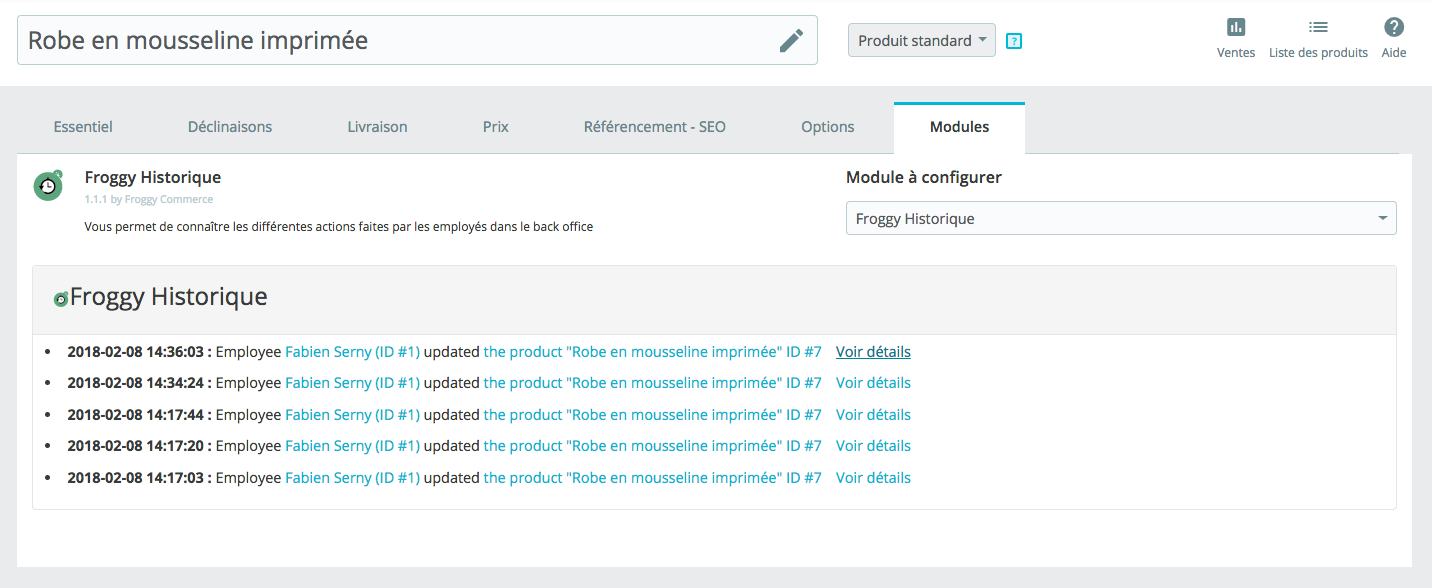 Robe en mousseline imprimée
Produit standard
?
Ventes
Liste des produits
?
Aide
Essentiel
Déclinaisons
Livraison
Prix
Référencement - SEO
Options
Modules
Froggy Historique
1.1.1 by Froggy Commerce
Vous permet de connaître les différentes actions faites par les employés dans le back office
Module à configurer
Froggy Historique
Froggy Historique
• 2018-02-08 14:36:03 : Employee Fabien Serny (ID #1) updated the product "Robe en mousseline imprimée" ID #7 Voir détails
• 2018-02-08 14:34:24 : Employee Fabien Serny (ID #1) updated the product "Robe en mousseline imprimée" ID #7 Voir détails
• 2018-02-08 14:17:44 : Employee Fabien Serny (ID #1) updated the product "Robe en mousseline imprimée" ID #7 Voir détails
• 2018-02-08 14:17:20 : Employee Fabien Serny (ID #1) updated the product "Robe en mousseline imprimée" ID #7 Voir détails
• 2018-02-08 14:17:03 : Employee Fabien Serny (ID #1) updated the product "Robe en mousseline imprimée" ID #7 Voir détails